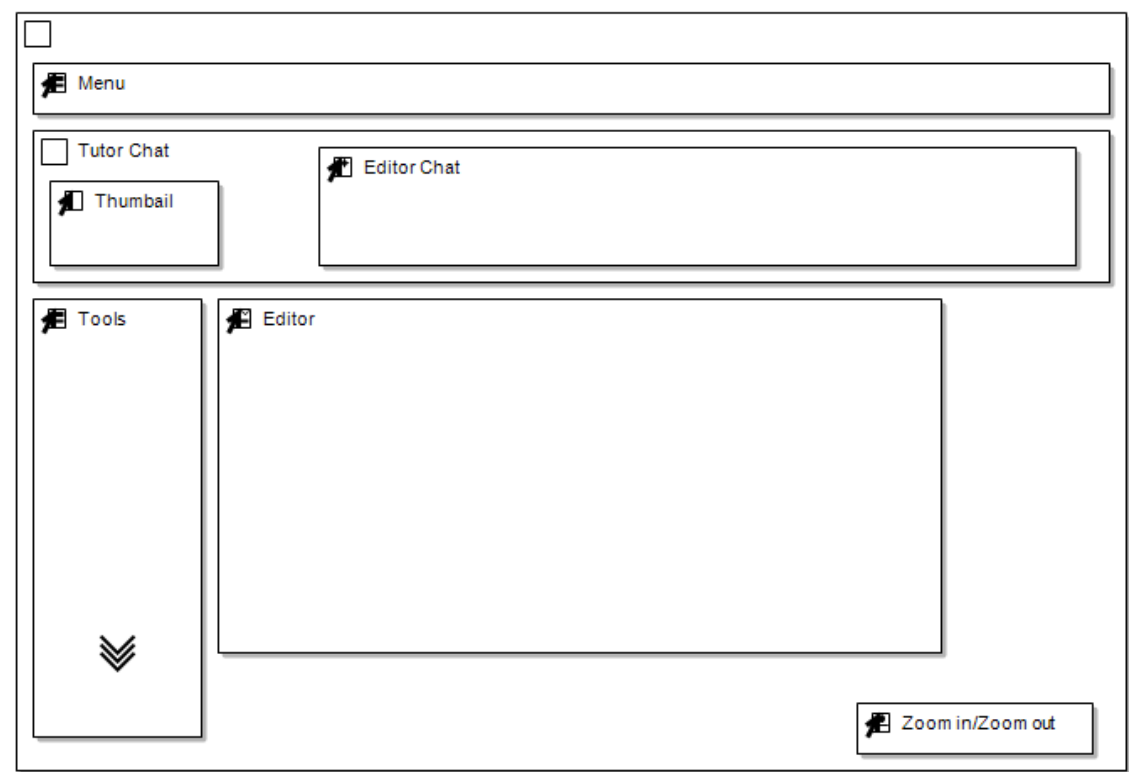 Menu
Tutor Chat
Editor Chat
Thumbail
Tools
Editor
Zoom in/Zoom out